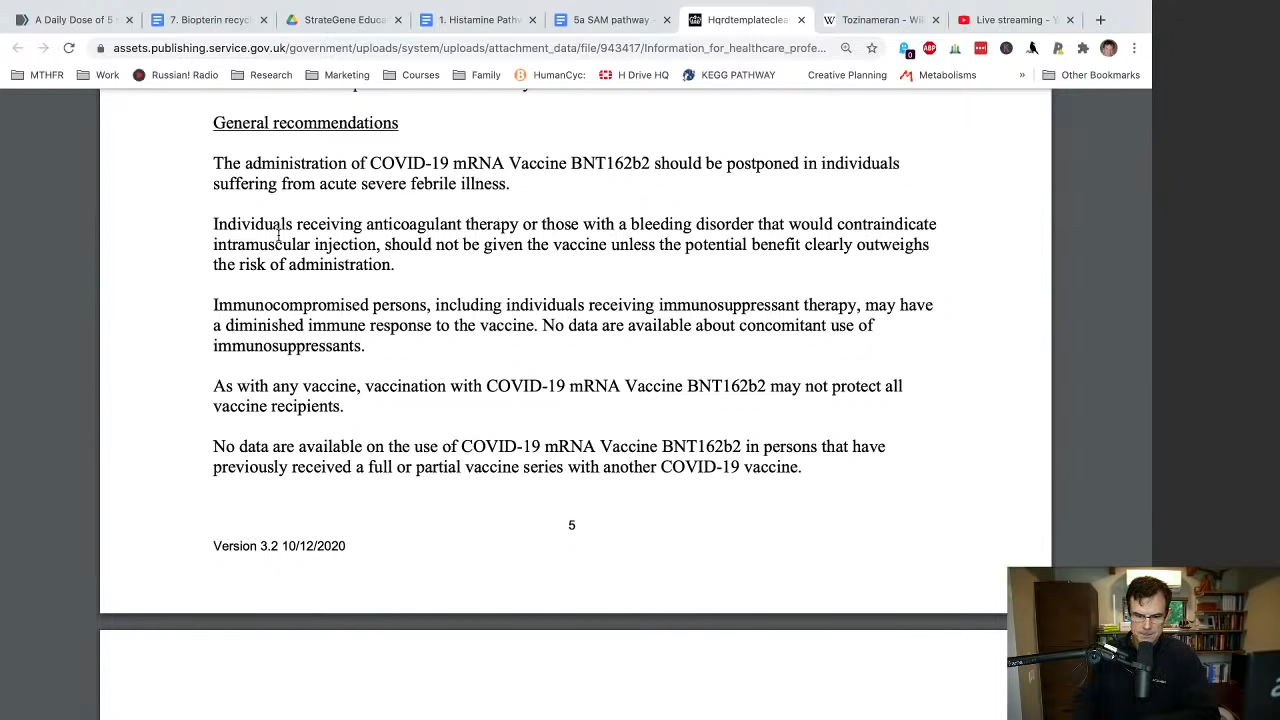 A Daily Dose of 5
7. Biopterin recyc
StrateGene Educa
1. Histamine Path
5a SAM pathway -
Hqrdtemplateclea
Tozinameran - Wi
Live streaming - Y
assets.publishing.service.gov.uk/government/uploads/system/uploads/attachment_data/file/943417/Information_for_healthcare_profe...
ABP
0
MTHFR
Work
Russian! Radio
Research
Marketing
Courses
Family
HumanCyc:
H Drive HQ
KEGG PATHWAY
Creative Planning
Metabolisms
»
Other Bookmarks
General recommendations
The administration of COVID-19 mRNA Vaccine BNT162b2 should be postponed in individuals
suffering from acute severe febrile illness.
Individuals receiving anticoagulant therapy or those with a bleeding disorder that would contraindicate
intramuscular injection, should not be given the vaccine unless the potential benefit clearly outweighs
the risk of administration.
Immunocompromised persons, including individuals receiving immunosuppressant therapy, may have
a diminished immune response to the vaccine. No data are available about concomitant use of
immunosuppressants.
As with any vaccine, vaccination with COVID-19 mRNA Vaccine BNT162b2 may not protect all
vaccine recipients.
No data are available on the use of COVID-19 mRNA Vaccine BNT162b2 in persons that have
previously received a full or partial vaccine series with another COVID-19 vaccine.
5
Version 3.2 10/12/2020